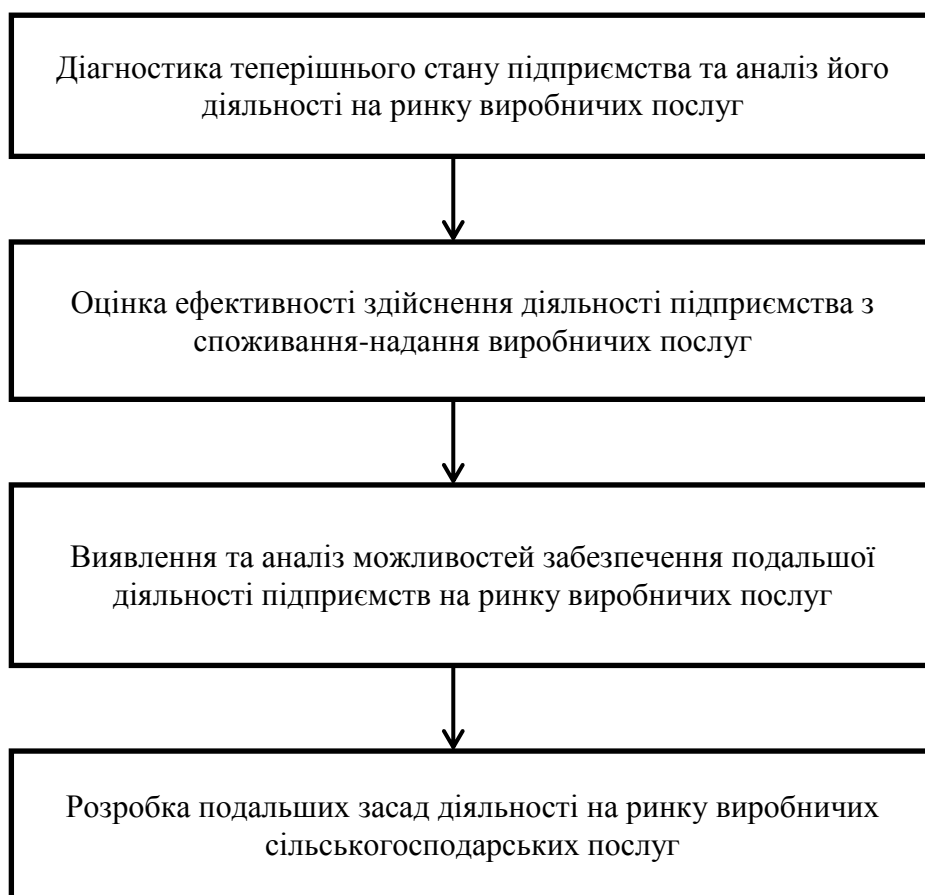 Діагностика теперішнього стану підприємства та аналіз його
діяльності на ринку виробничих послуг
Оцінка ефективності здійснення діяльності підприємства з
споживання-надання виробничих послуг
Виявлення та аналіз можливостей забезпечення подальшої
діяльності підприємств на ринку виробничих послуг
Розробка подальших засад діяльності на ринку виробничих
сільськогосподарських послуг